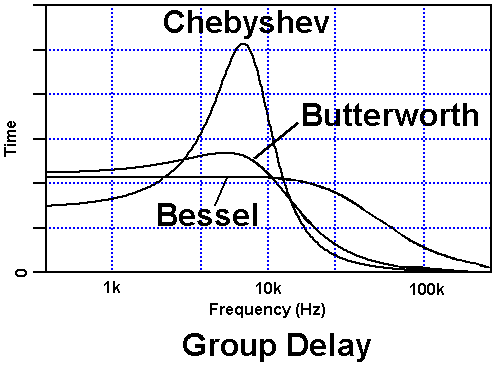 Chebyshev
Butterworth
Bessel
Time
0
1k 10k 100k
Frequency (Hz)
Group Delay